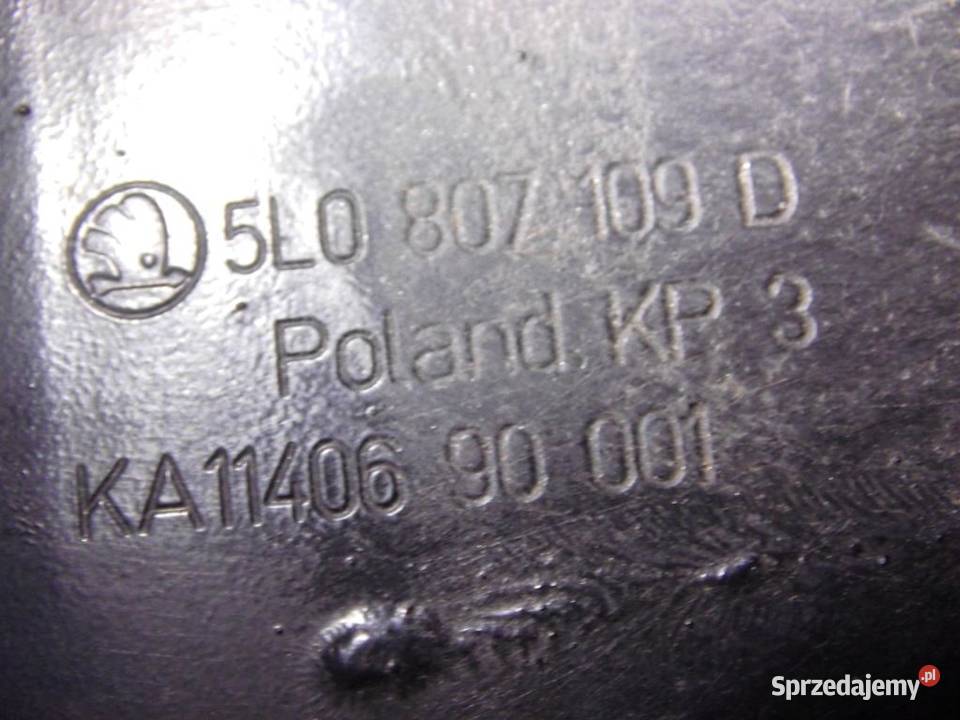 5L0 807 109 D
Poland. KP 3
KA11406 90 001
Sprzedajemy.pl